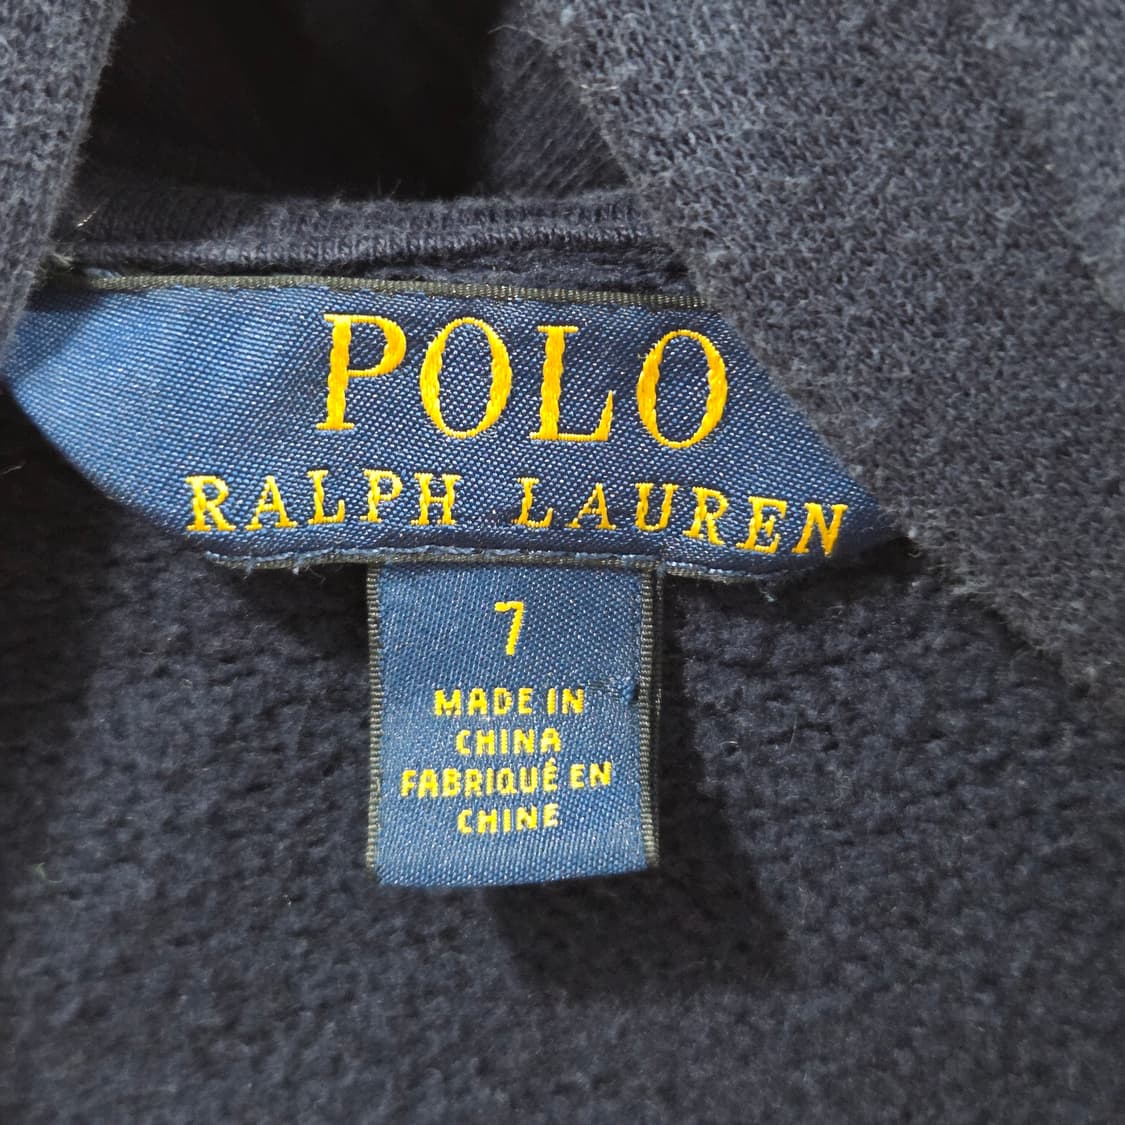 POLO
RALPH LAUREN
7
MADE IN
CHINA
FABRIQUÉ EN
CHINE